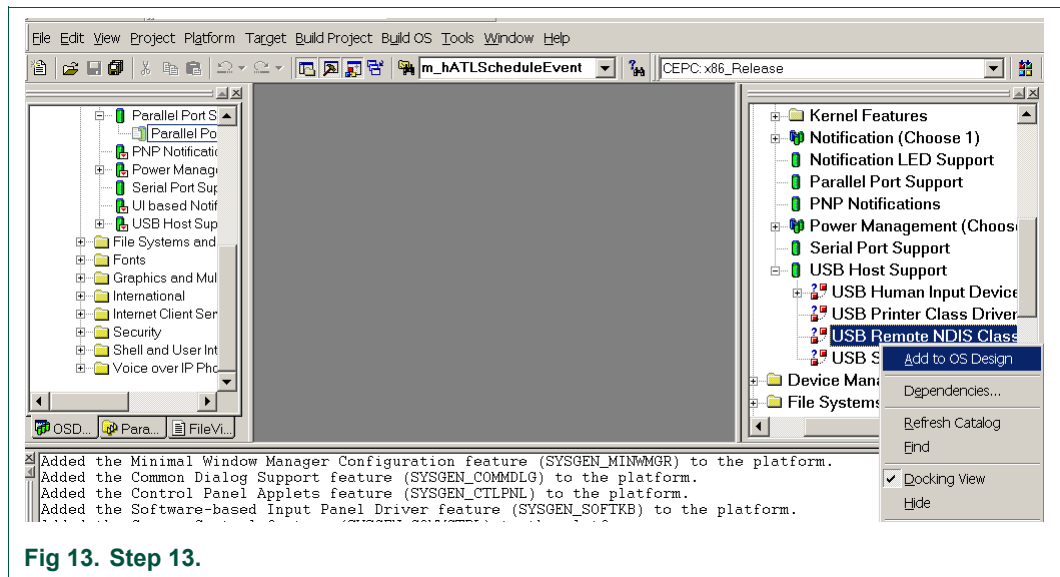 File Edit View Project Platform Target Build Project Build OS Tools Window Help
m_hATLScheduleEvent CEPC: x86_Release
Parallel Port S
Parallel Po
PNP Notificatic
Power Manage
Serial Port Sup
UI based Notif
USB Host Sup
File Systems and
Fonts
Graphics and Mul
International
Internet Client Ser
Security
Shell and User Int
Voice over IP Pho
OSD... Para... FileVi...
Kernel Features
Notification (Choose 1)
Notification LED Support
Parallel Port Support
PNP Notifications
Power Management (Choos
Serial Port Support
USB Host Support
USB Human Input Device
USB Printer Class Driver
USB Remote NDIS Class
USB S
Device Mana
File Systems
Add to OS Design
Dependencies...
Refresh Catalog
Find
Docking View
Hide
Added the Minimal Window Manager Configuration feature (SYSGEN_MINWMGR) to the platform.
Added the Common Dialog Support feature (SYSGEN_COMMDLG) to the platform.
Added the Control Panel Applets feature (SYSGEN_CTLPNL) to the platform.
Added the Software-based Input Panel Driver feature (SYSGEN_SOFTKB) to the platform.
Fig 13. Step 13.